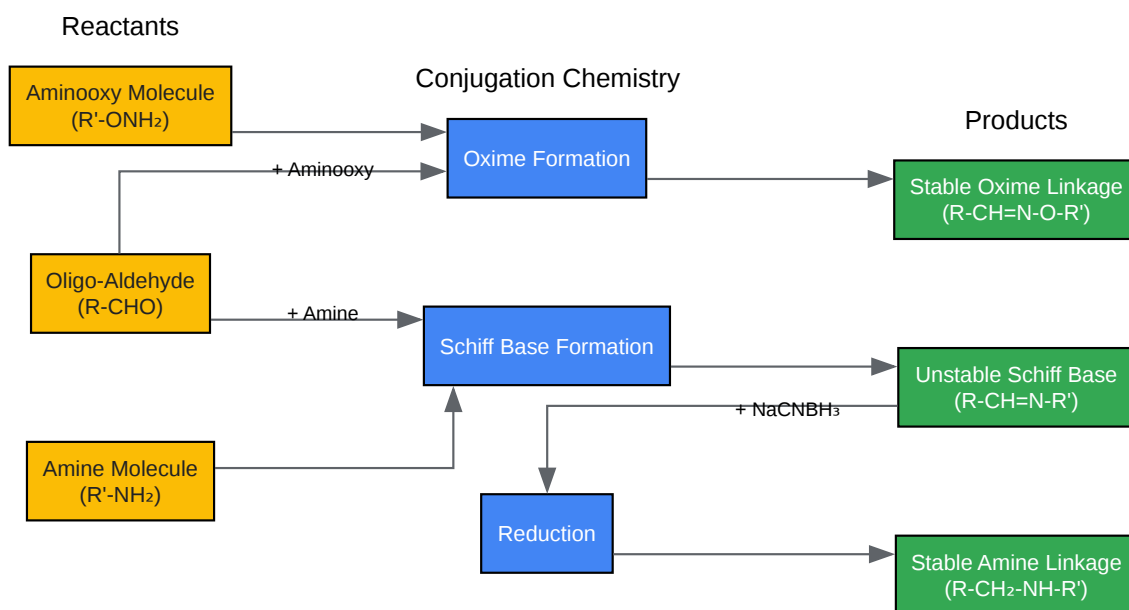 Reactants
Aminooxy Molecule
(R'-ONH₂)
Conjugation Chemistry
Oxime Formation
+ Aminooxy
Products
Stable Oxime Linkage
(R-CH=N-O-R')
Oligo-Aldehyde
(R-CHO)
+ Amine
Schiff Base Formation
Unstable Schiff Base
(R-CH=N-R')
+ NaCNBH₃
Amine Molecule
(R'-NH₂)
Reduction
Stable Amine Linkage
(R-CH₂-NH-R')